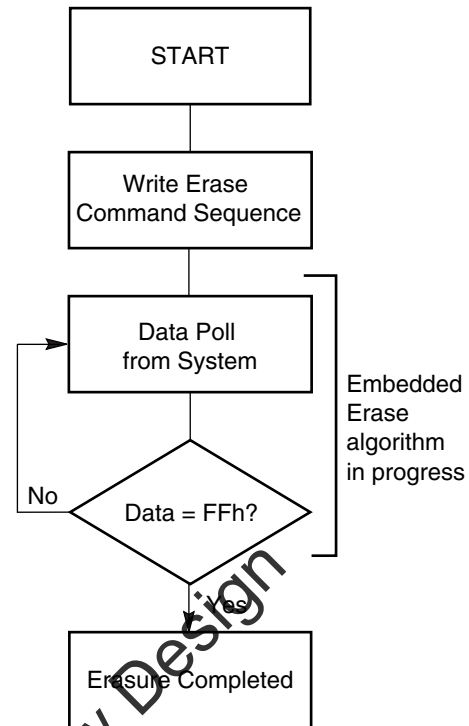 START
Write Erase
Command Sequence
Data Poll
from System
Embedded
Erase
algorithm
in progress
No
Data = FFh?
Yes
Erasure Completed
Design